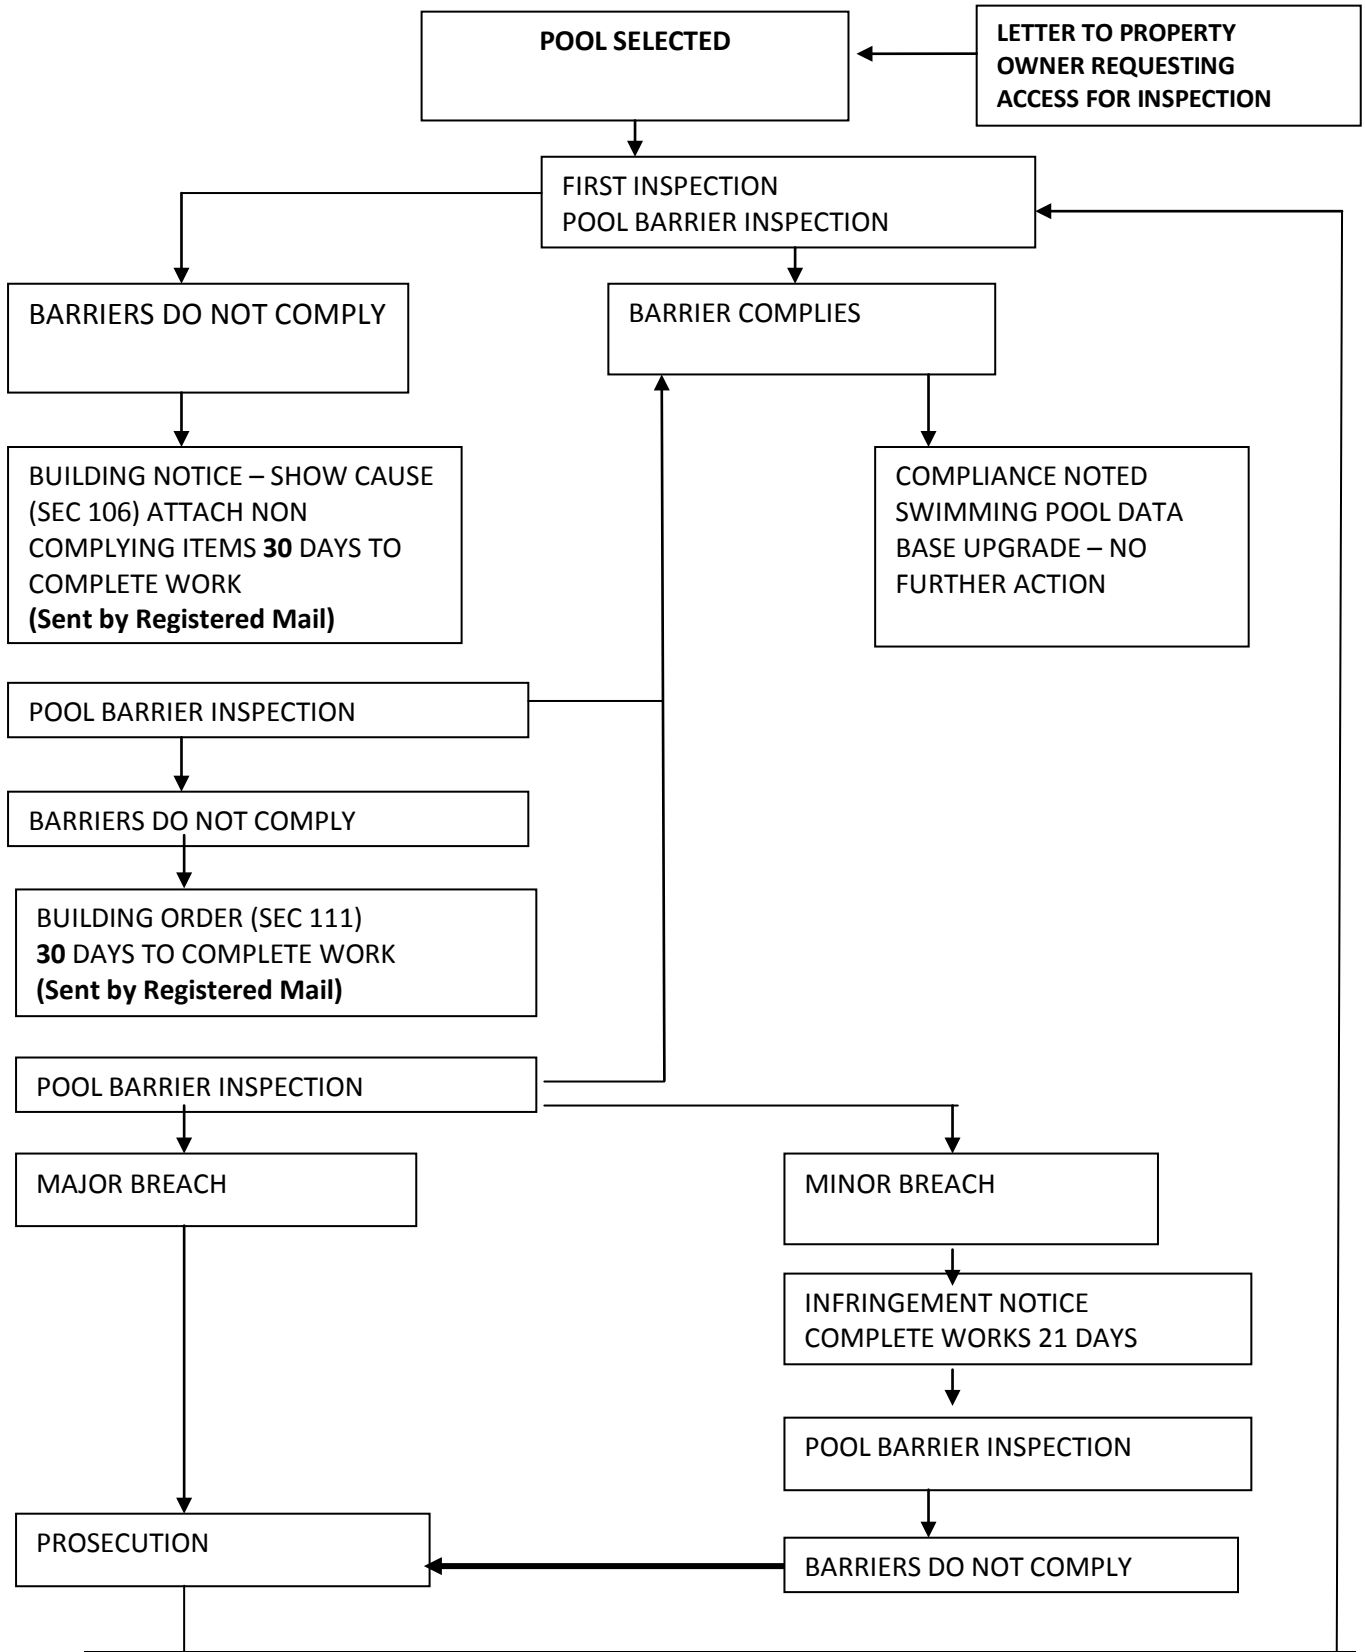 POOL SELECTED
LETTER TO PROPERTY
OWNER REQUESTING
ACCESS FOR INSPECTION
FIRST INSPECTION
POOL BARRIER INSPECTION
BARRIERS DO NOT COMPLY
BARRIER COMPLIES
BUILDING NOTICE – SHOW CAUSE
(SEC 106) ATTACH NON
COMPLYING ITEMS 30 DAYS TO
COMPLETE WORK
(Sent by Registered Mail)
COMPLIANCE NOTED
SWIMMING POOL DATA
BASE UPGRADE – NO
FURTHER ACTION
POOL BARRIER INSPECTION
BARRIERS DO NOT COMPLY
BUILDING ORDER (SEC 111)
30 DAYS TO COMPLETE WORK
(Sent by Registered Mail)
POOL BARRIER INSPECTION
MAJOR BREACH
MINOR BREACH
INFRINGEMENT NOTICE
COMPLETE WORKS 21 DAYS
POOL BARRIER INSPECTION
PROSECUTION
BARRIERS DO NOT COMPLY